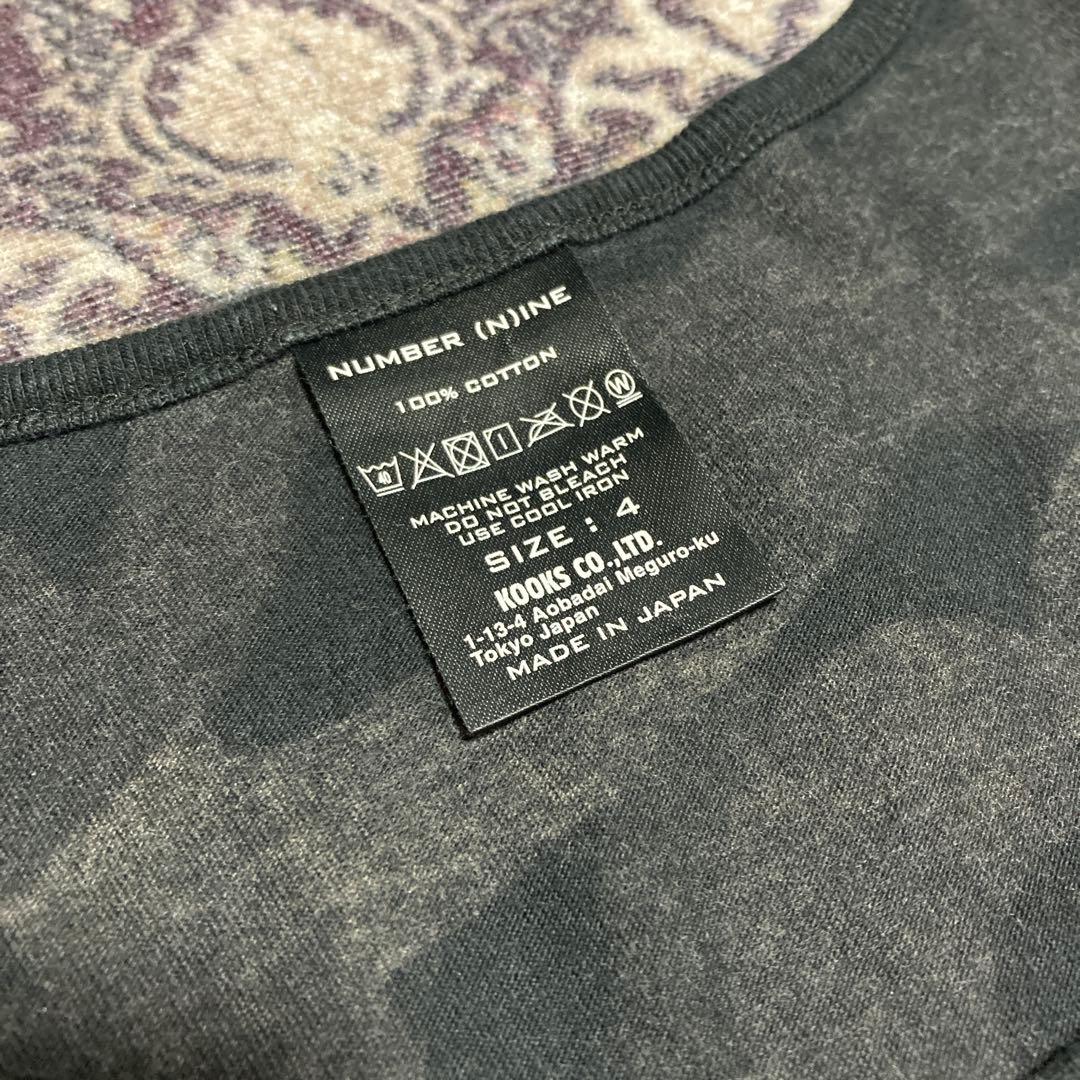 NUMBER (N)INE
100% COTTON
40 W
MACHINE WASH WARM
DO NOT BLEACH
USE COOL IRON
SIZE : 4
KOOKS CO.,LTD.
1-13-4 Aobadai Meguro-ku
Tokyo Japan
MADE IN JAPAN